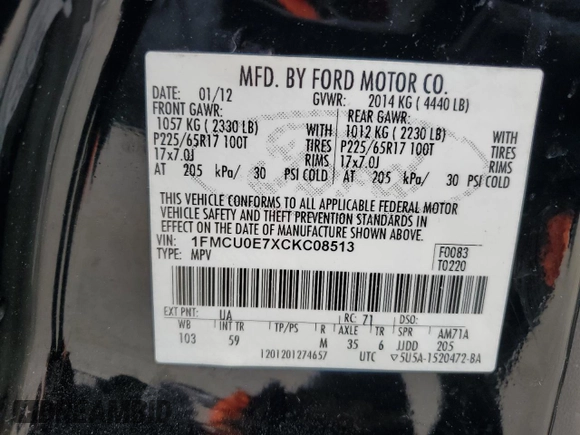 MFD. BY FORD MOTOR CO.
DATE: 01/12 GVWR: 2014 KG ( 4440 LB)
FRONT GAWR: REAR GAWR:
1057 KG ( 2330 LB) WITH 1012 KG ( 2230 LB) WITH
P225/65R17 100T TIRES P225/65R17 100T TIRES
17x7.0J RIMS 17x7.0J RIMS
AT 205 kPa/ 30 PSI COLD AT 205 kPa/ 30 PSI COLD
THIS VEHICLE CONFORMS TO ALL APPLICABLE FEDERAL MOTOR
VEHICLE SAFETY AND THEFT PREVENTION STANDARDS IN
EFFECT ON THE DATE OF MANUFACTURE SHOWN ABOVE.
VIN: 1FMCU0E7XCKC08513 F0083
TYPE: MPV T0220
EXT PNT: UA RC: 71 DSO:
WB INT TR TP/PS R AXLE TR SPR AM71A
103 59 M 35 6 JJDD 205
I201201274657 UTC ▽5U5A-1520472-BA
IDREAMBID